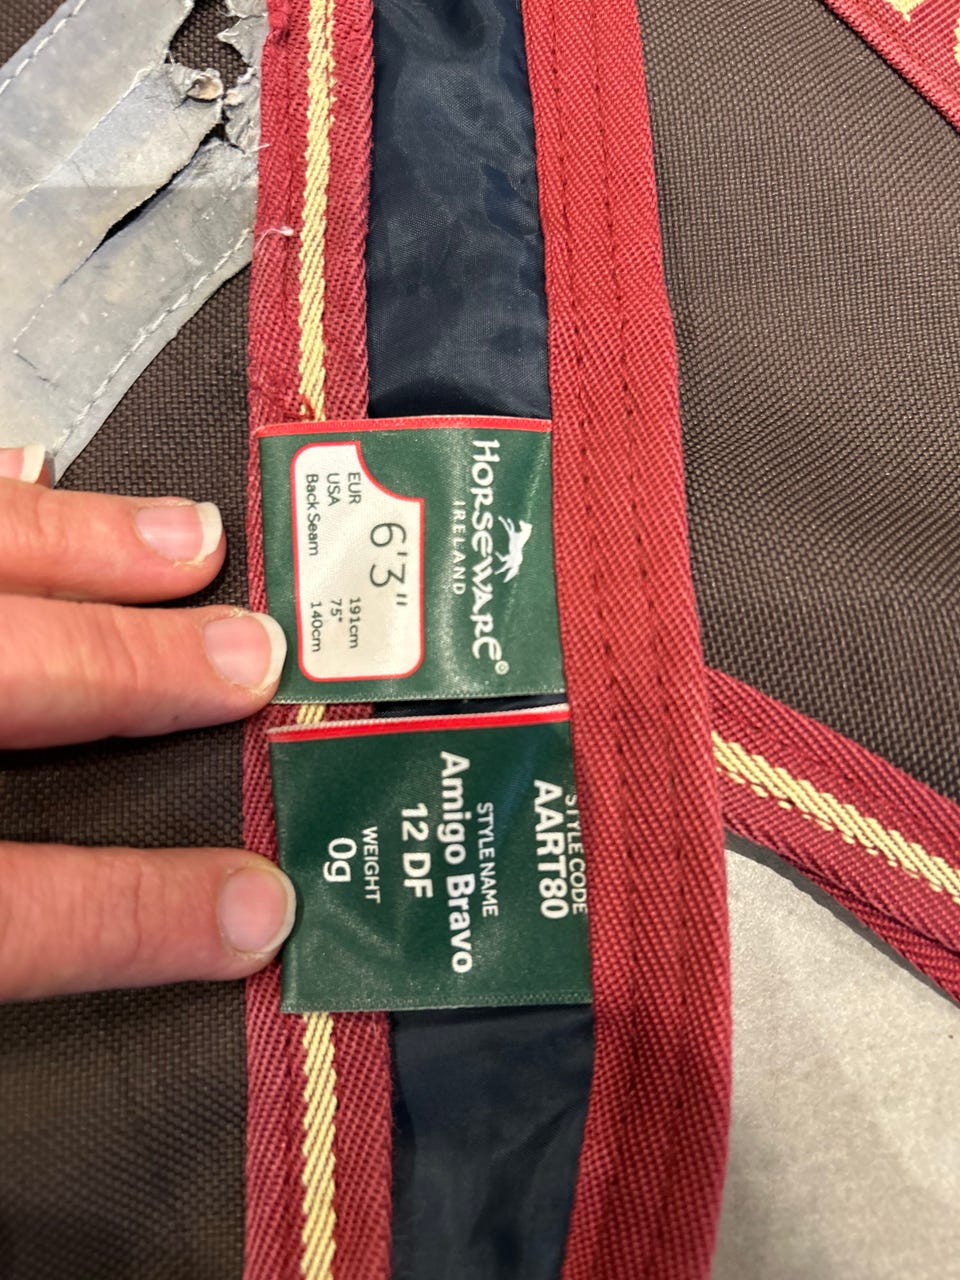 HORSEWARE®
IRELAND
6'3"
EUR 191cm
USA 75"
Back Seam 140cm
STYLE CODE
AART80
STYLE NAME
Amigo Bravo
12 DF
WEIGHT
0g